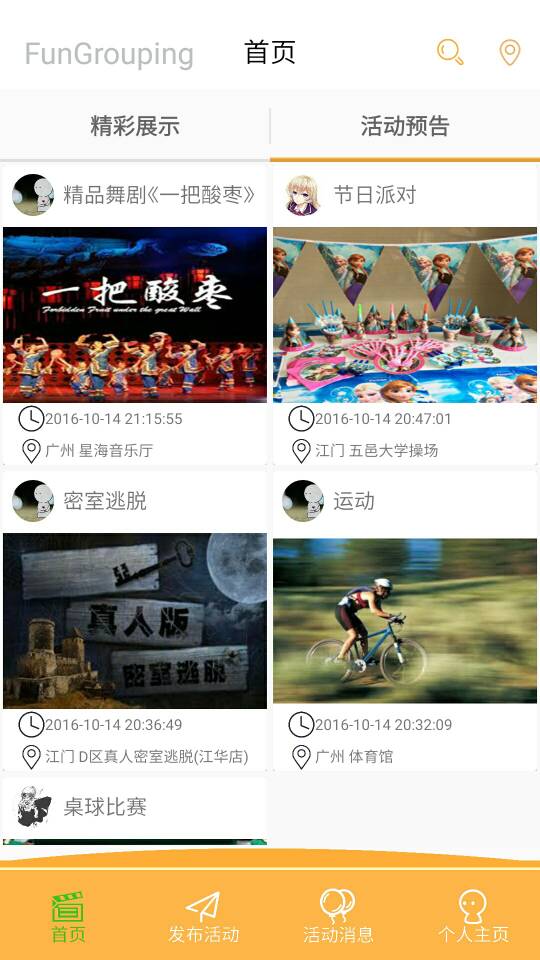 FunGrouping
首页
精彩展示
活动预告
精品舞剧《一把酸枣》
节日派对
一把酸枣
Forbidden Fruit under the great Wall
2016-10-14 21:15:55
广州 星海音乐厅
2016-10-14 20:47:01
江门 五邑大学操场
密室逃脱
运动
真人版
密室逃脱
2016-10-14 20:36:49
江门 D区真人密室逃脱(江华店)
2016-10-14 20:32:09
广州 体育馆
桌球比赛
首页
发布活动
活动消息
个人主页